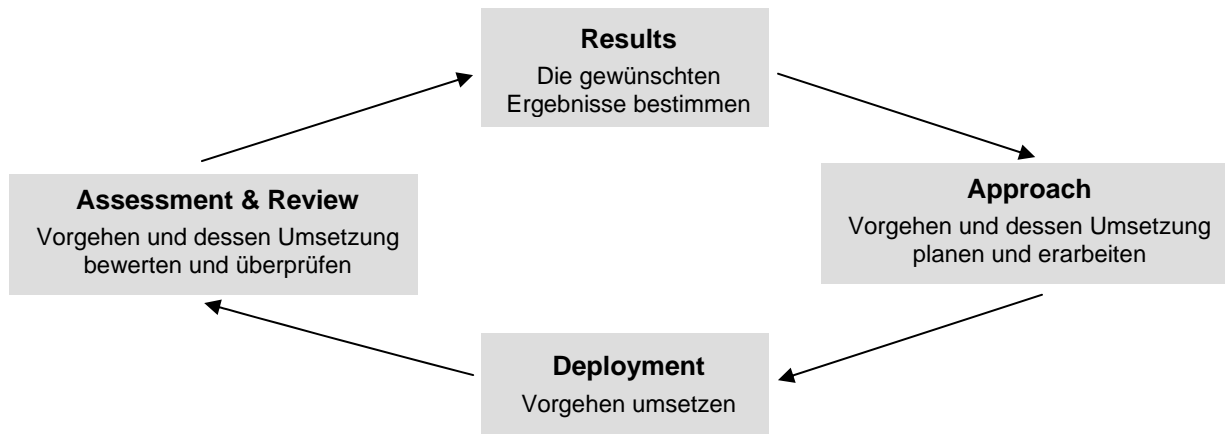 Results
Die gewünschten
Ergebnisse bestimmen
Approach
Vorgehen und dessen Umsetzung
planen und erarbeiten
Deployment
Vorgehen umsetzen
Assessment & Review
Vorgehen und dessen Umsetzung
bewerten und überprüfen